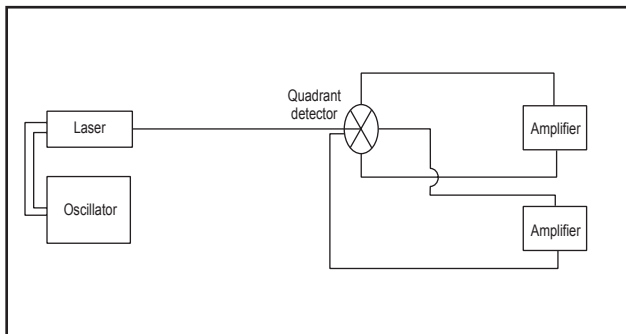 Quadrant
detector
Laser
Amplifier
Oscillator
Amplifier